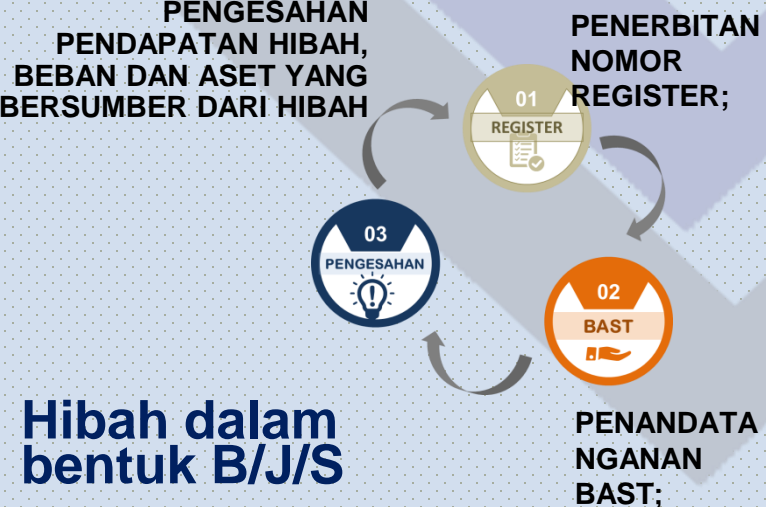 PENGESAHAN
PENDAPATAN HIBAH,
BEBAN DAN ASET YANG
BERSUMBER DARI HIBAH
PENERBITAN
NOMOR
REGISTER;
01
REGISTER
03
PENGESAHAN
02
BAST
Hibah dalam
bentuk B/J/S
PENANDATA
NGANAN
BAST;